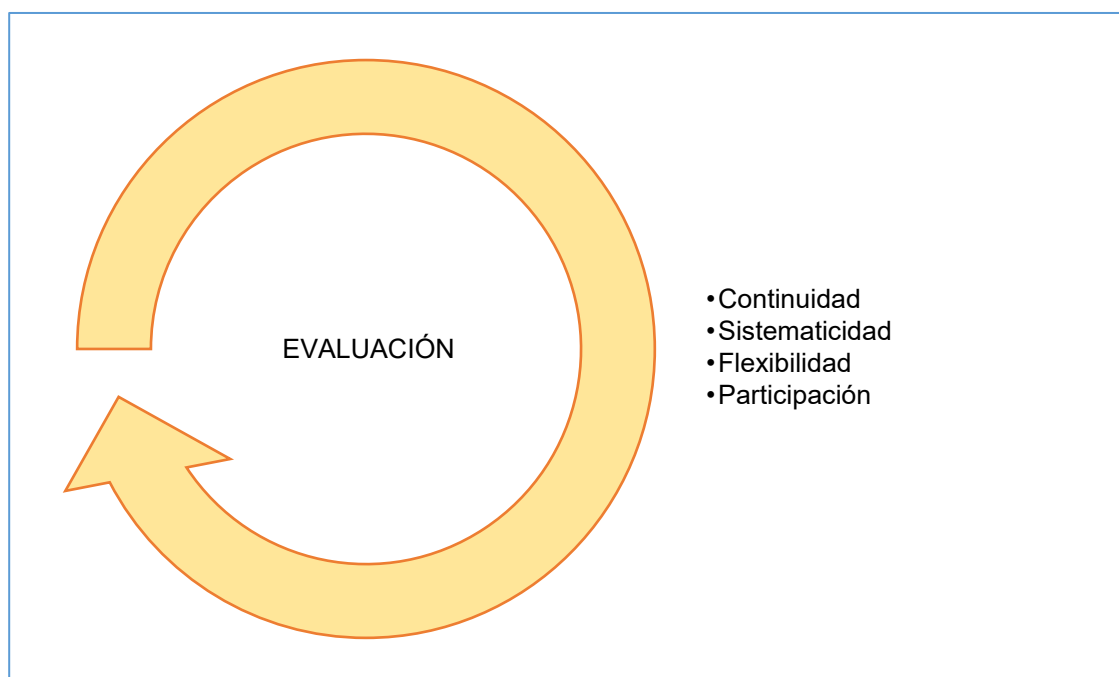 EVALUACIÓN
•Continuidad
•Sistematicidad
•Flexibilidad
•Participación